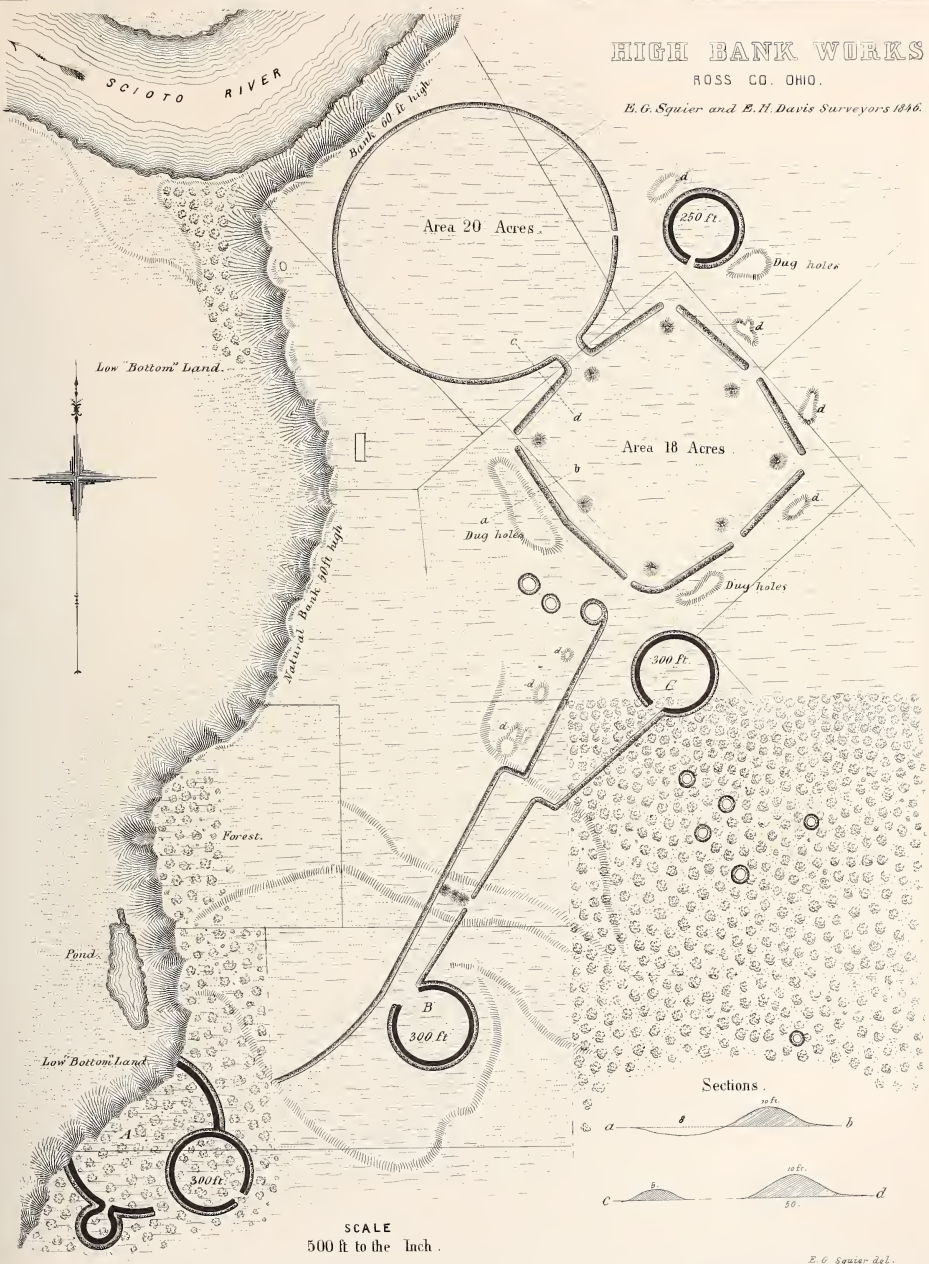 HIGH BANK WORKS
ROSS CO. OHIO.
E.G. Squier and E.H. Davis Surveyors 1846.
SCIOTO RIVER
Bank 60 ft high.
Area 20 Acres.
d
250 ft.
Dug holes
d
c
Low "Bottom" Land.
d
d
Area 18 Acres
b
a
Dug holes
d.
Natural Bank 50 ft high
Dug holes
d
300 ft.
C
d
d
Forest.
Pond.
B
300 ft
Low "Bottom" Land
A
300 ft.
Sections.
a
8
10 ft.
b
c
5.
10 ft.
50.
d
SCALE
500 ft to the Inch.
E. G. Squier del.